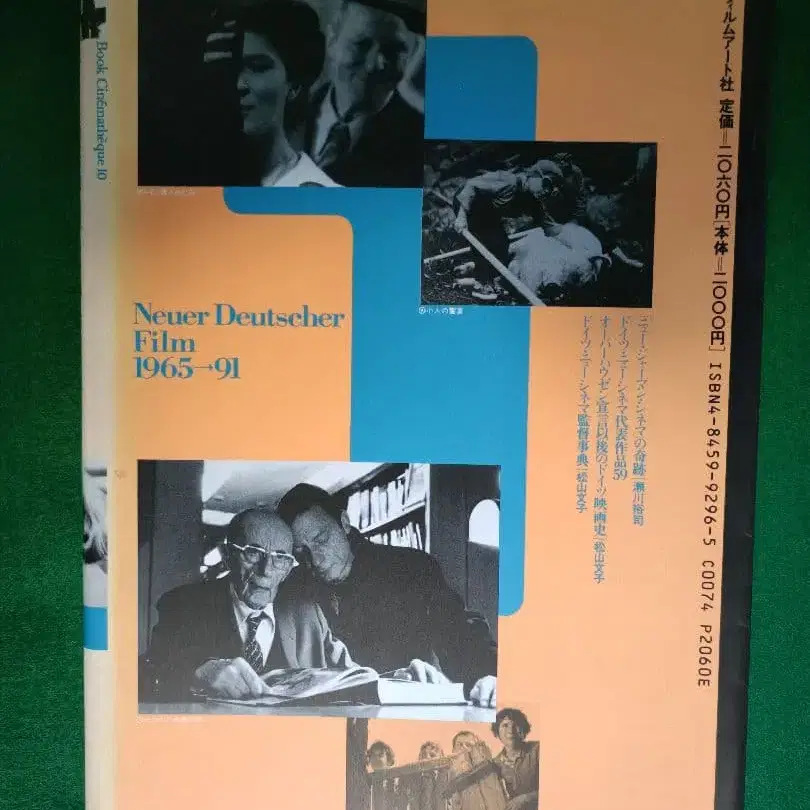 Book Cinémathèque 10
ィルムアート社 定価=二〇六〇円[本体=二〇〇〇円]
ISBN4-8459-9296-5 C0074 P2060E
小人の饗宴
Neuer Deutscher
Film
1965→91
ニュー・ジャーマン・シネマの奇跡|瀬川裕司
ドイツ・ニュー・シネマ代表作品59
オーバーハウゼン宣言以後のドイツ映画史|松山文子
ドイツ・ニュー・シネマ監督事典|松山文子